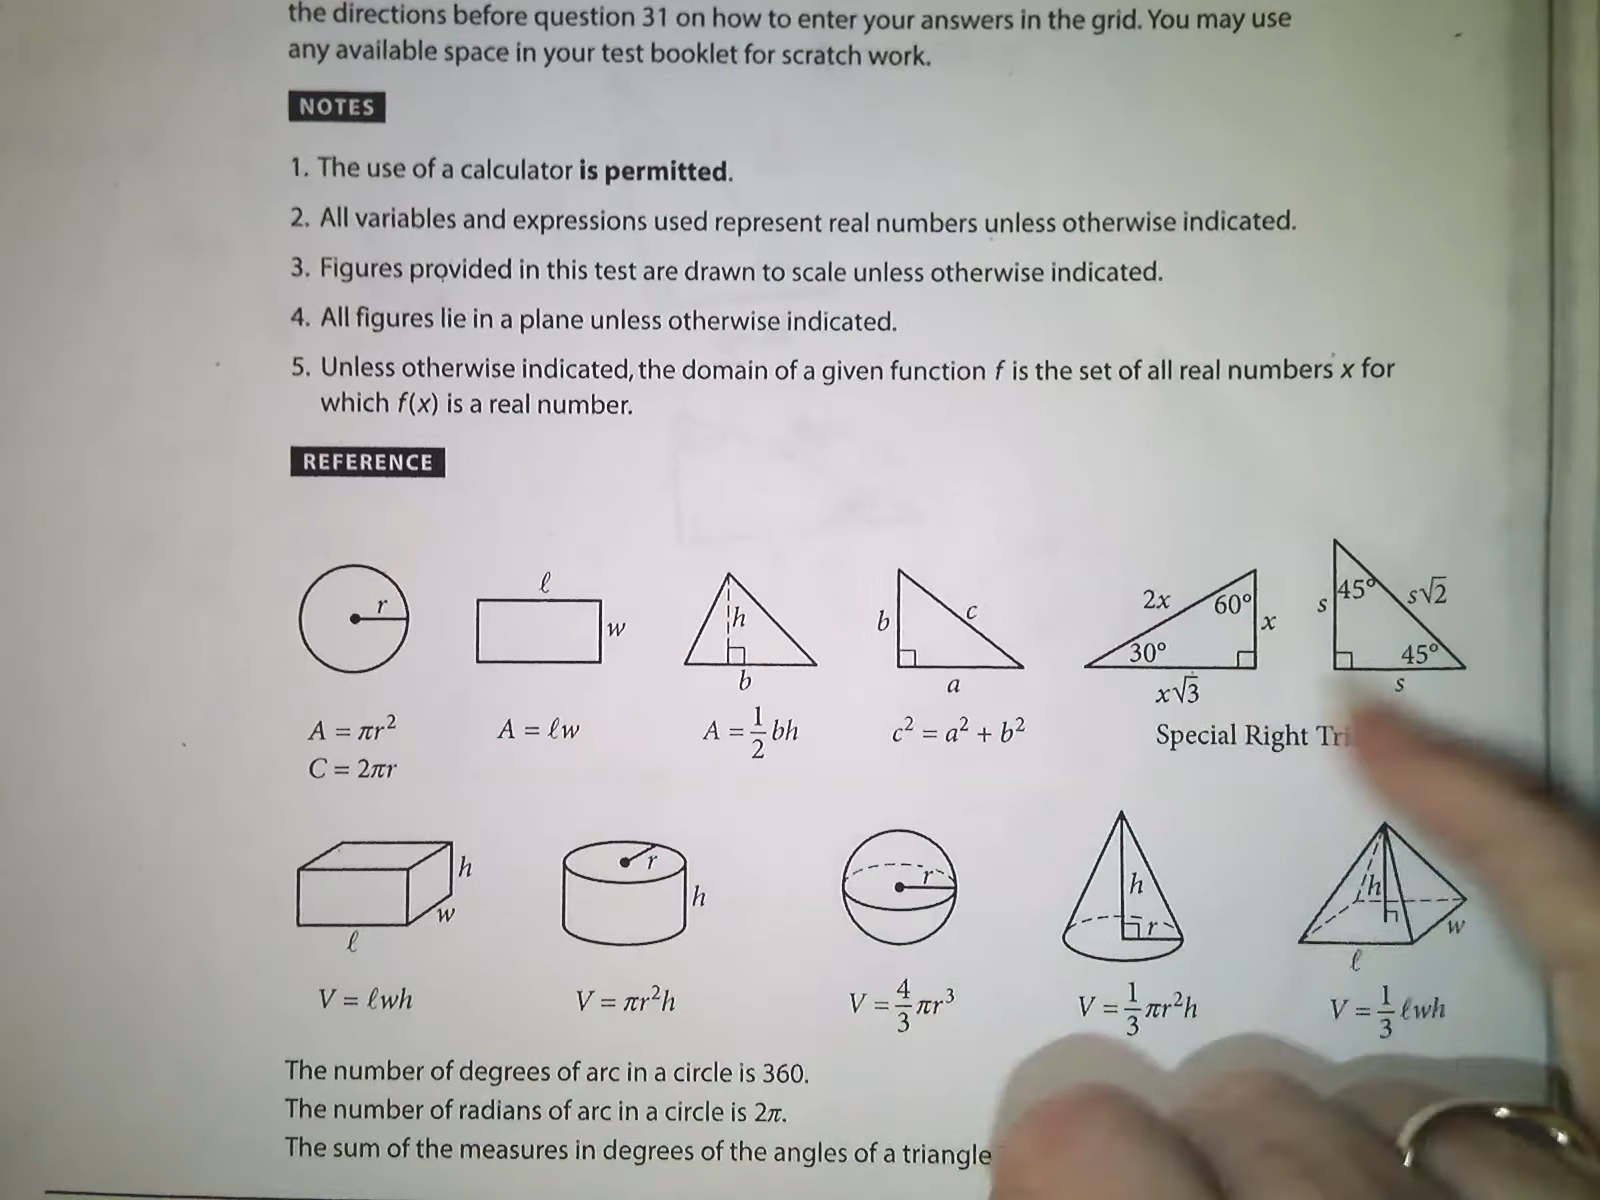 the directions before question 31 on how to enter your answers in the grid. You may use
any available space in your test booklet for scratch work.
NOTES
1. The use of a calculator is permitted.
2. All variables and expressions used represent real numbers unless otherwise indicated.
3. Figures provided in this test are drawn to scale unless otherwise indicated.
4. All figures lie in a plane unless otherwise indicated.
5. Unless otherwise indicated, the domain of a given function f is the set of all real numbers x for
which f(x) is a real number.
REFERENCE
r
ℓ
w
h
b
b
c
a
2x
60°
x
30°
x√3
s
45°
s√2
45°
s
A = πr²
C = 2πr
A = ℓw
A = 1/2 bh
c² = a² + b²
Special Right
h
w
ℓ
r
h
r
h
r
h
w
ℓ
V = ℓwh
V = πr²h
V = 4/3 πr³
V = 1/3 πr²h
V = 1/3 ℓwh
The number of degrees of arc in a circle is 360.
The number of radians of arc in a circle is 2π.
The sum of the measures in degrees of the angles of a triangle